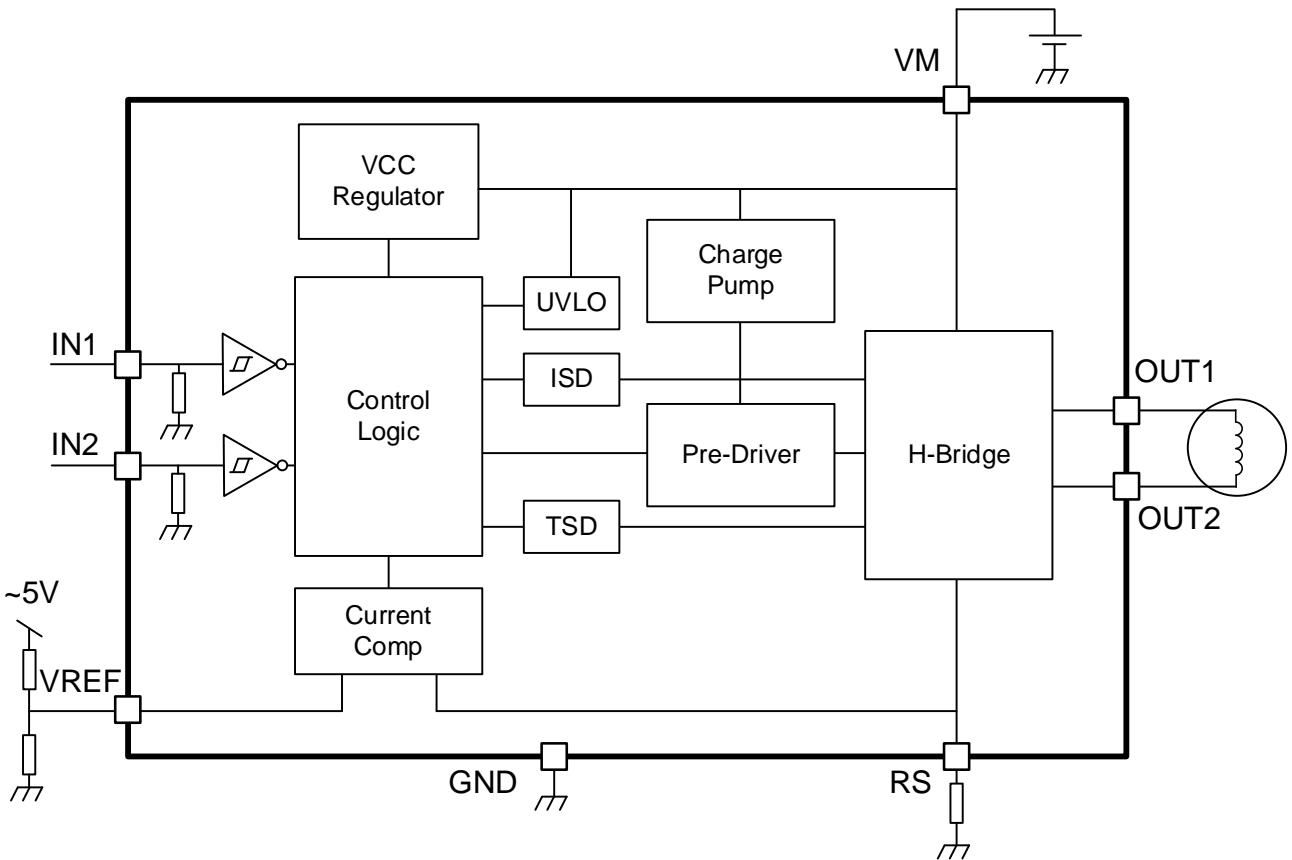 VM
VCC
Regulator
Charge
Pump
UVLO
IN1
ISD
OUT1
Control
Logic
IN2
Pre-Driver
H-Bridge
TSD
OUT2
~5V
Current
Comp
VREF
GND
RS